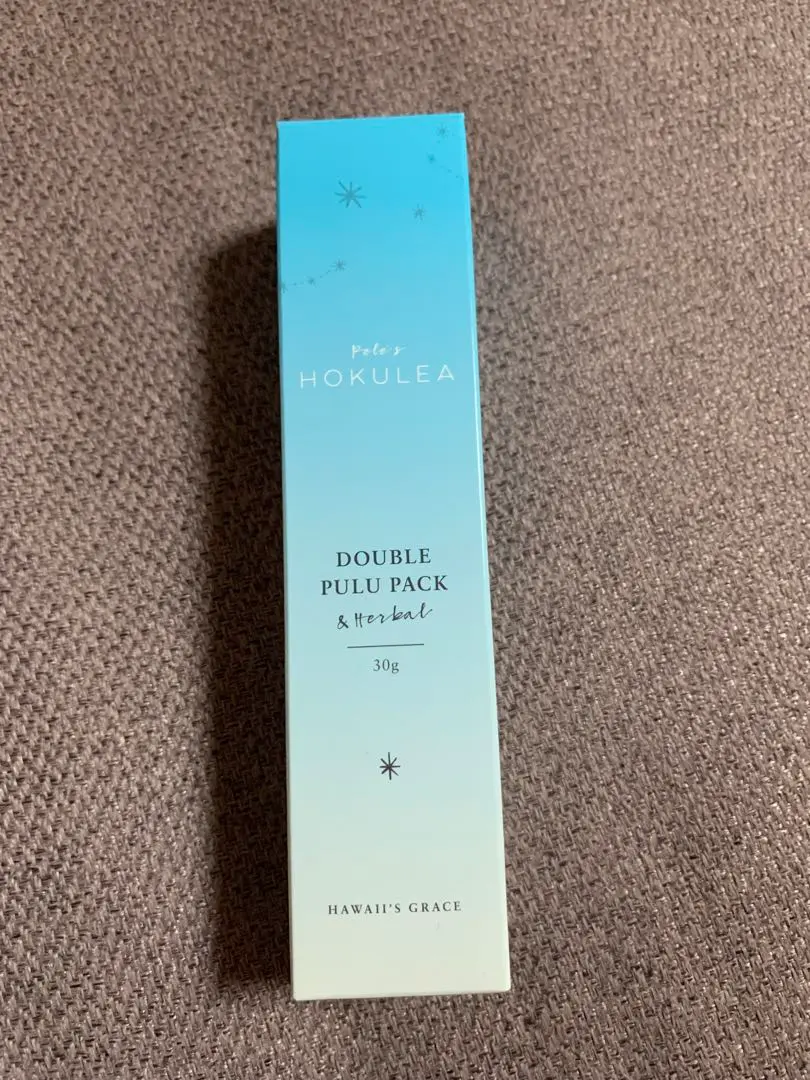 Pele's
HOKULEA
DOUBLE
PULU PACK
& Herbal
30g
HAWAII'S GRACE